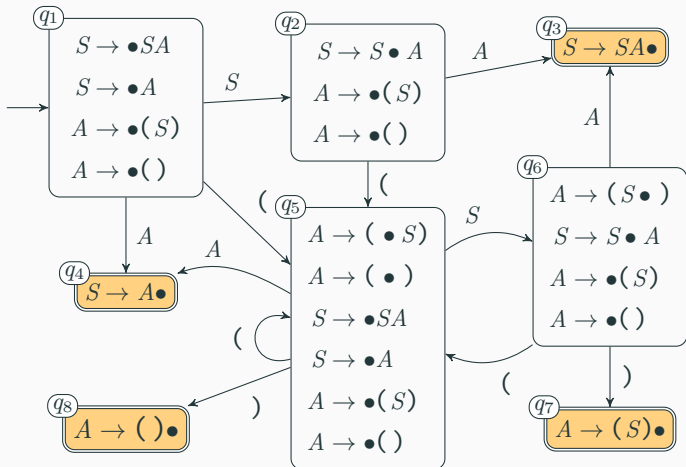 q1
S → •SA
S → •A
A → •(S)
A → •()
S
q2
S → S • A
A → •(S)
A → •()
A
q3
S → SA•
A
(
(
A
q4
S → A•
A
q5
A → ( • S)
A → ( • )
S → •SA
S → •A
A → •(S)
A → •()
S
q6
A → (S• )
S → S • A
A → •(S)
A → •()
(
(
)
)
q8
A → ( )•
q7
A → (S)•